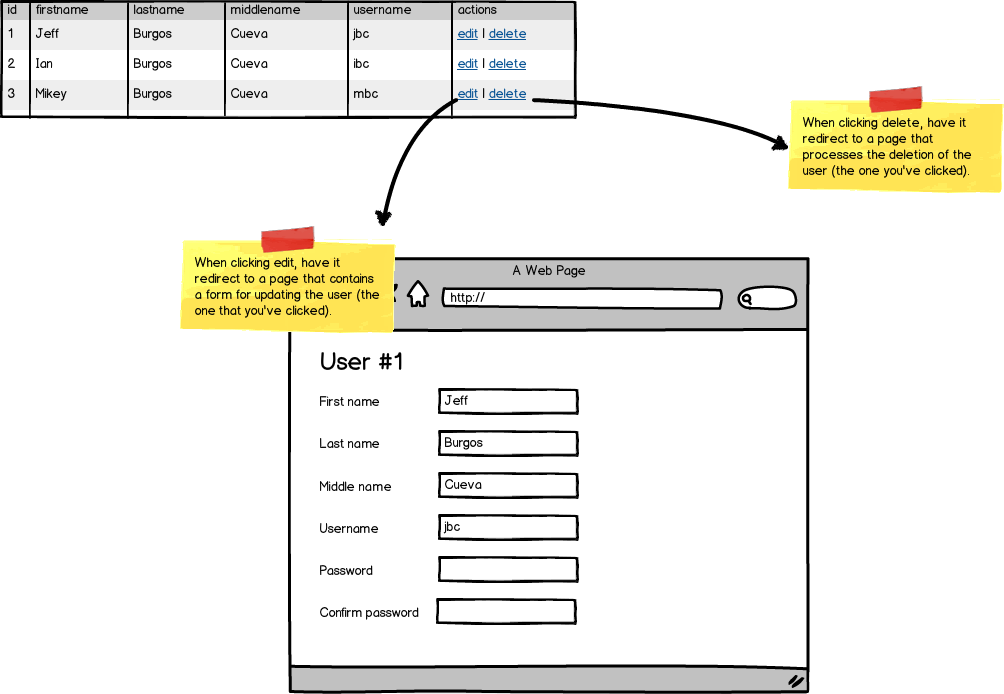 id firstname lastname middlename username actions
1 Jeff Burgos Cueva jbc edit | delete
2 Ian Burgos Cueva ibc edit | delete
3 Mikey Burgos Cueva mbc edit | delete
When clicking delete, have it
redirect to a page that
processes the deletion of the
user (the one you've clicked).
When clicking edit, have it
redirect to a page that contains
a form for updating the user (the
one that you've clicked).
A Web Page
http://
User #1
First name Jeff
Last name Burgos
Middle name Cueva
Username jbc
Password
Confirm password